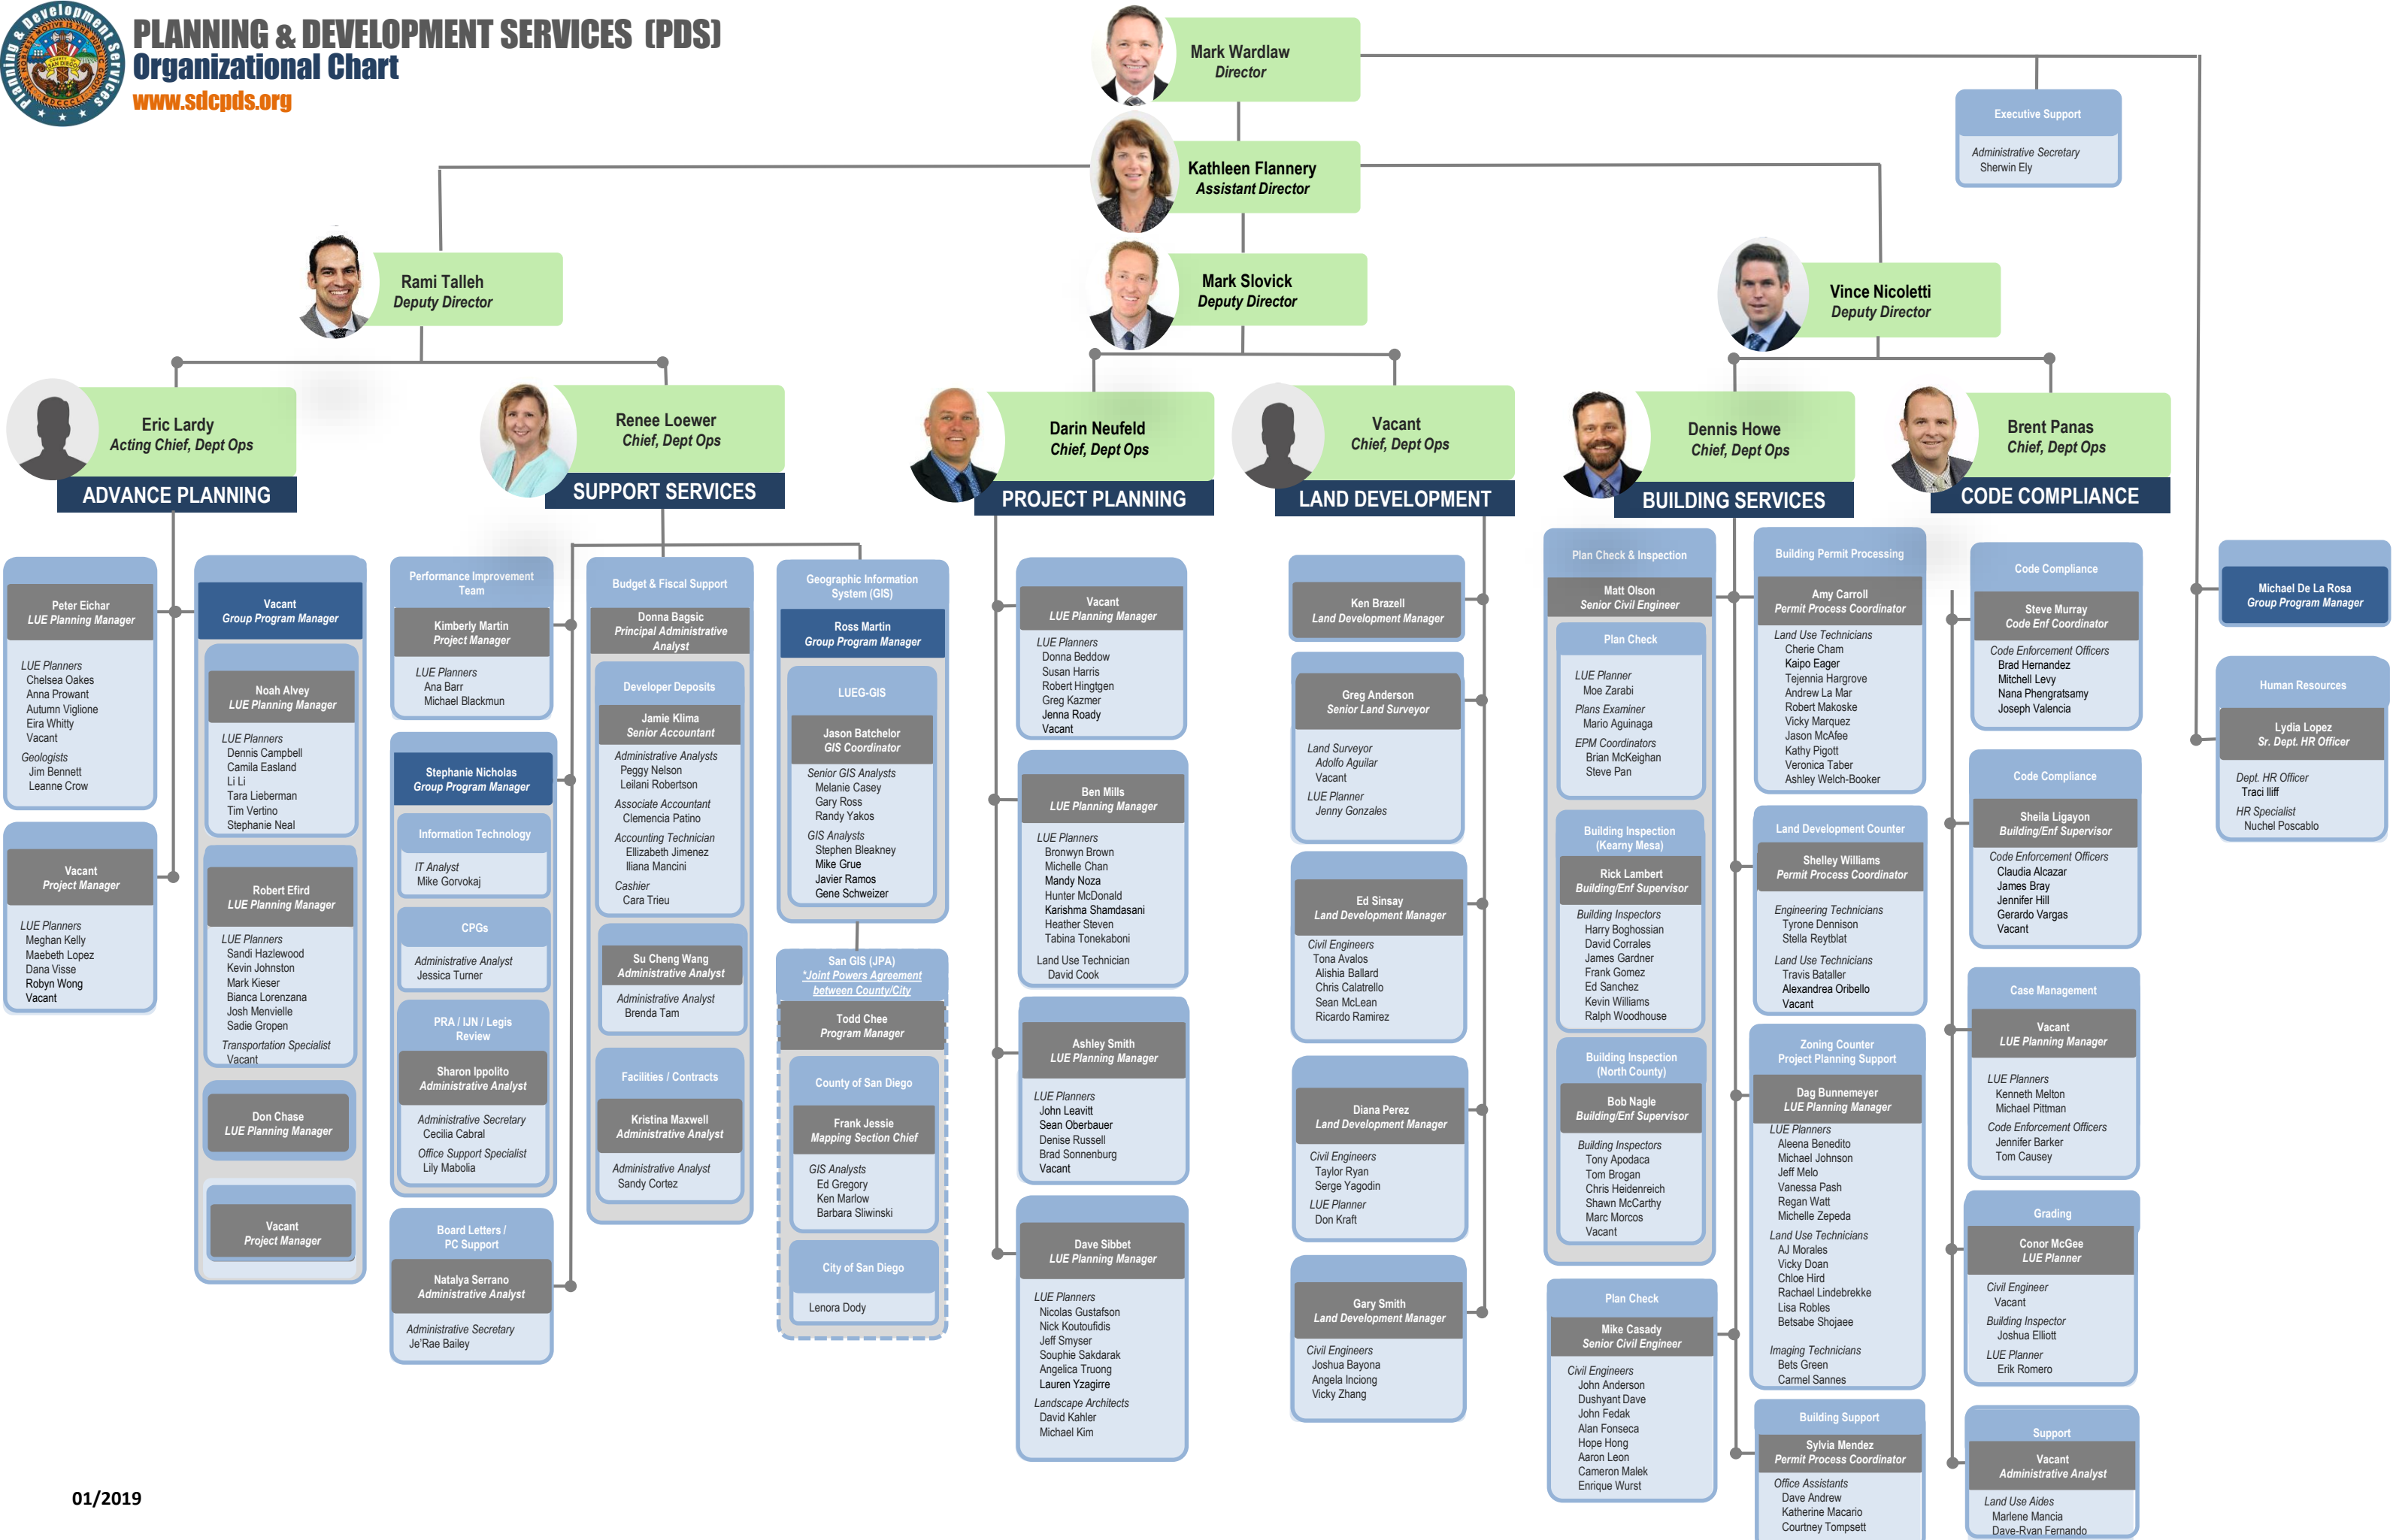 Planning & Development Services
PLANNING & DEVELOPMENT SERVICES (PDS)
Organizational Chart
www.sdcpds.org
Mark Wardlaw
Director
Executive Support
Administrative Secretary
Sherwin Ely
Kathleen Flannery
Assistant Director
Rami Talleh
Deputy Director
Mark Slovick
Deputy Director
Vince Nicoletti
Deputy Director
Eric Lardy
Acting Chief, Dept Ops
ADVANCE PLANNING
Renee Loewer
Chief, Dept Ops
SUPPORT SERVICES
Darin Neufeld
Chief, Dept Ops
PROJECT PLANNING
Vacant
Chief, Dept Ops
LAND DEVELOPMENT
Dennis Howe
Chief, Dept Ops
BUILDING SERVICES
Brent Panas
Chief, Dept Ops
CODE COMPLIANCE
Peter Eichar
LUE Planning Manager
LUE Planners
Chelsea Oakes
Anna Prowant
Autumn Viglione
Eira Whitty
Vacant
Geologists
Jim Bennett
Leanne Crow
Vacant
Project Manager
LUE Planners
Meghan Kelly
Maebeth Lopez
Dana Visse
Robyn Wong
Vacant
Vacant
Group Program Manager
Noah Alvey
LUE Planning Manager
LUE Planners
Dennis Campbell
Camila Easland
Li Li
Tara Lieberman
Tim Vertino
Stephanie Neal
Robert Efird
LUE Planning Manager
LUE Planners
Sandi Hazlewood
Kevin Johnston
Mark Kieser
Bianca Lorenzana
Josh Menvielle
Sadie Gropen
Transportation Specialist
Vacant
Don Chase
LUE Planning Manager
Vacant
Project Manager
Performance Improvement
Team
Kimberly Martin
Project Manager
LUE Planners
Ana Barr
Michael Blackmun
Stephanie Nicholas
Group Program Manager
Information Technology
IT Analyst
Mike Gorvokaj
CPGs
Administrative Analyst
Jessica Turner
PRA / IJN / Legis
Review
Sharon Ippolito
Administrative Analyst
Administrative Secretary
Cecilia Cabral
Office Support Specialist
Lily Mabolia
Board Letters /
PC Support
Natalya Serrano
Administrative Analyst
Administrative Secretary
Je'Rae Bailey
Budget & Fiscal Support
Donna Bagsic
Principal Administrative
Analyst
Developer Deposits
Jamie Klima
Senior Accountant
Administrative Analysts
Peggy Nelson
Leilani Robertson
Associate Accountant
Clemencia Patino
Accounting Technician
Ellizabeth Jimenez
Iliana Mancini
Cashier
Cara Trieu
Su Cheng Wang
Administrative Analyst
Administrative Analyst
Brenda Tam
Facilities / Contracts
Kristina Maxwell
Administrative Analyst
Administrative Analyst
Sandy Cortez
Geographic Information
System (GIS)
Ross Martin
Group Program Manager
LUEG-GIS
Jason Batchelor
GIS Coordinator
Senior GIS Analysts
Melanie Casey
Gary Ross
Randy Yakos
GIS Analysts
Stephen Bleakney
Mike Grue
Javier Ramos
Gene Schweizer
San GIS (JPA)
*Joint Powers Agreement
between County/City
Todd Chee
Program Manager
County of San Diego
Frank Jessie
Mapping Section Chief
GIS Analysts
Ed Gregory
Ken Marlow
Barbara Sliwinski
City of San Diego
Lenora Dody
Vacant
LUE Planning Manager
LUE Planners
Donna Beddow
Susan Harris
Robert Hingtgen
Greg Kazmer
Jenna Roady
Vacant
Ben Mills
LUE Planning Manager
LUE Planners
Bronwyn Brown
Michelle Chan
Mandy Noza
Hunter McDonald
Karishma Shamdasani
Heather Steven
Tabina Tonekaboni
Land Use Technician
David Cook
Ashley Smith
LUE Planning Manager
LUE Planners
John Leavitt
Sean Oberbauer
Denise Russell
Brad Sonnenburg
Vacant
Dave Sibbet
LUE Planning Manager
LUE Planners
Nicolas Gustafson
Nick Koutoufidis
Jeff Smyser
Souphie Sakdarak
Angelica Truong
Lauren Yzagirre
Landscape Architects
David Kahler
Michael Kim
Ken Brazell
Land Development Manager
Greg Anderson
Senior Land Surveyor
Land Surveyor
Adolfo Aguilar
Vacant
LUE Planner
Jenny Gonzales
Ed Sinsay
Land Development Manager
Civil Engineers
Tona Avalos
Alishia Ballard
Chris Calatrello
Sean McLean
Ricardo Ramirez
Diana Perez
Land Development Manager
Civil Engineers
Taylor Ryan
Serge Yagodin
LUE Planner
Don Kraft
Gary Smith
Land Development Manager
Civil Engineers
Joshua Bayona
Angela Inciong
Vicky Zhang
Plan Check & Inspection
Matt Olson
Senior Civil Engineer
Plan Check
LUE Planner
Moe Zarabi
Plans Examiner
Mario Aguinaga
EPM Coordinators
Brian McKeighan
Steve Pan
Building Inspection
(Kearny Mesa)
Rick Lambert
Building/Enf Supervisor
Building Inspectors
Harry Boghossian
David Corrales
James Gardner
Frank Gomez
Ed Sanchez
Kevin Williams
Ralph Woodhouse
Building Inspection
(North County)
Bob Nagle
Building/Enf Supervisor
Building Inspectors
Tony Apodaca
Tom Brogan
Chris Heidenreich
Shawn McCarthy
Marc Morcos
Vacant
Plan Check
Mike Casady
Senior Civil Engineer
Civil Engineers
John Anderson
Dushyant Dave
John Fedak
Alan Fonseca
Hope Hong
Aaron Leon
Cameron Malek
Enrique Wurst
Building Permit Processing
Amy Carroll
Permit Process Coordinator
Land Use Technicians
Cherie Cham
Kaipo Eager
Tejennia Hargrove
Andrew La Mar
Robert Makoske
Vicky Marquez
Jason McAfee
Kathy Pigott
Veronica Taber
Ashley Welch-Booker
Land Development Counter
Shelley Williams
Permit Process Coordinator
Engineering Technicians
Tyrone Dennison
Stella Reytblat
Land Use Technicians
Travis Bataller
Alexandrea Oribello
Vacant
Zoning Counter
Project Planning Support
Dag Bunnemeyer
LUE Planning Manager
LUE Planners
Aleena Benedito
Michael Johnson
Jeff Melo
Vanessa Pash
Regan Watt
Michelle Zepeda
Land Use Technicians
AJ Morales
Vicky Doan
Chloe Hird
Rachael Lindebrekke
Lisa Robles
Betsabe Shojaee
Imaging Technicians
Bets Green
Carmel Sannes
Building Support
Sylvia Mendez
Permit Process Coordinator
Office Assistants
Dave Andrew
Katherine Macario
Courtney Tompsett
Code Compliance
Steve Murray
Code Enf Coordinator
Code Enforcement Officers
Brad Hernandez
Mitchell Levy
Nana Phengratsamy
Joseph Valencia
Code Compliance
Sheila Ligayon
Building/Enf Supervisor
Code Enforcement Officers
Claudia Alcazar
James Bray
Jennifer Hill
Gerardo Vargas
Vacant
Case Management
Vacant
LUE Planning Manager
LUE Planners
Kenneth Melton
Michael Pittman
Code Enforcement Officers
Jennifer Barker
Tom Causey
Grading
Conor McGee
LUE Planner
Civil Engineer
Vacant
Building Inspector
Joshua Elliott
LUE Planner
Erik Romero
Support
Vacant
Administrative Analyst
Land Use Aides
Marlene Mancia
Dave-Ryan Fernando
Michael De La Rosa
Group Program Manager
Human Resources
Lydia Lopez
Sr. Dept. HR Officer
Dept. HR Officer
Traci Iliff
HR Specialist
Nuchel Poscablo
01/2019